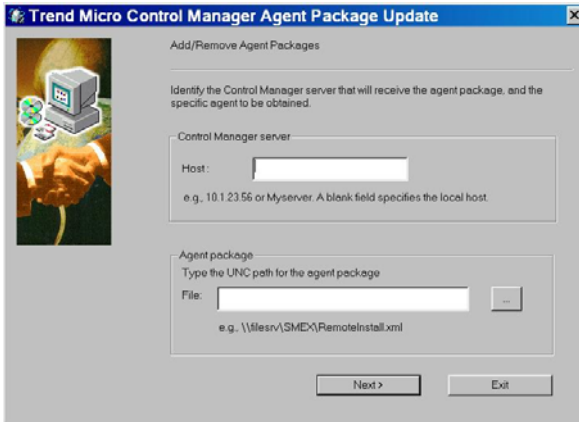 Trend Micro Control Manager Agent Package Update
Add/Remove Agent Packages
Identify the Control Manager server that will receive the agent package, and the
specific agent to be obtained.
Control Manager server
Host:
e.g., 10.1.23.56 or Myserver. A blank field specifies the local host.
Agent package
Type the UNC path for the agent package
File:
...
e.g., \\filesrv\SMEX\RemoteInstall.xml
Next >
Exit